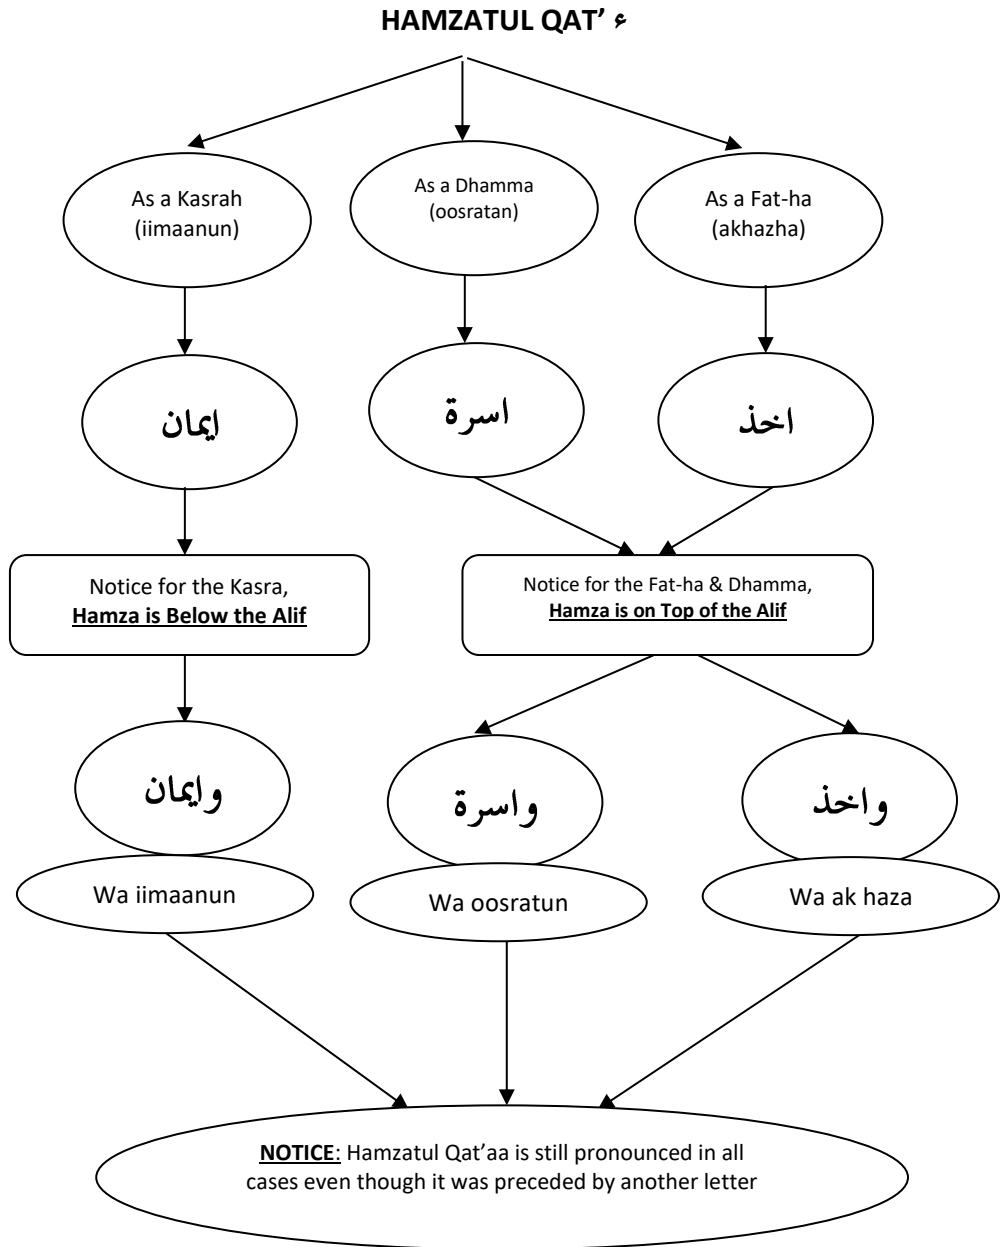 HAMZATUL QAT’ ء
As a Kasrah
(iimaanun)
As a Dhamma
(oosratan)
As a Fat-ha
(akhazha)
ايمان
اسرة
اخذ
Notice for the Kasra,
Hamza is Below the Alif
Notice for the Fat-ha & Dhamma,
Hamza is on Top of the Alif
وايمان
واسرة
واخذ
Wa iimaanun
Wa oosratun
Wa ak haza
NOTICE: Hamzatul Qat’aa is still pronounced in all
cases even though it was preceded by another letter